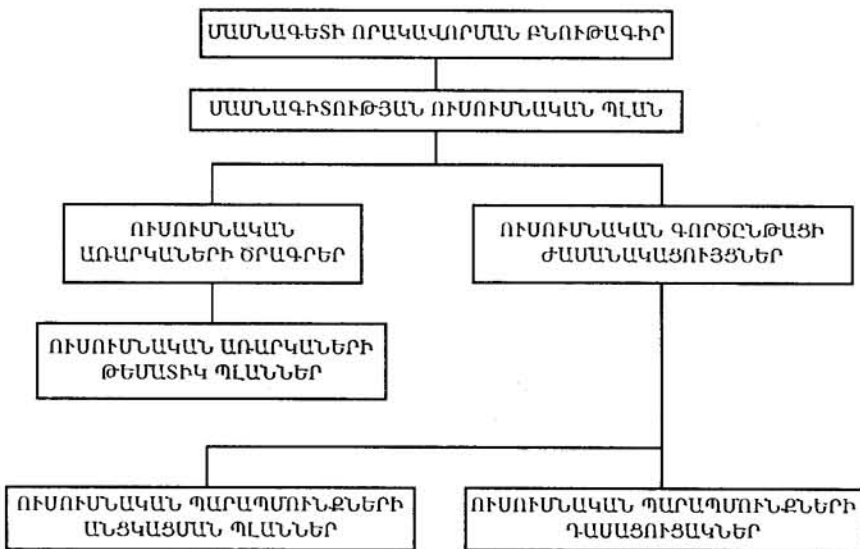 ՄԱՍՆԱԳԵՏԻ ՈՐԱԿԱՎՈՐՄԱՆ ԲՆՈՒԹԱԳԻՐ
ՄԱՍՆԱԳԻՏՈՒԹՅԱՆ ՈՒՍՈՒՄՆԱԿԱՆ ՊԼԱՆ
ՈՒՍՈՒՄՆԱԿԱՆ
ԱՌԱՐԿԱՆԵՐԻ ԾՐԱԳՐԵՐ
ՈՒՍՈՒՄՆԱԿԱՆ ԳՈՐԾԸՆԹԱՑԻ
ԺԱՄԱՆԱԿԱՑՈՒՅՑՆԵՐ
ՈՒՍՈՒՄՆԱԿԱՆ ԱՌԱՐԿԱՆԵՐԻ
ԹԵՄԱՏԻԿ ՊԼԱՆՆԵՐ
ՈՒՍՈՒՄՆԱԿԱՆ ՊԱՐԱՊՄՈՒՆՔՆԵՐԻ
ԱՆՑԿԱՑՄԱՆ ՊԼԱՆՆԵՐ
ՈՒՍՈՒՄՆԱԿԱՆ ՊԱՐԱՊՄՈՒՆՔՆԵՐԻ
ԴԱՍԱՑՈՒՑԱԿՆԵՐ